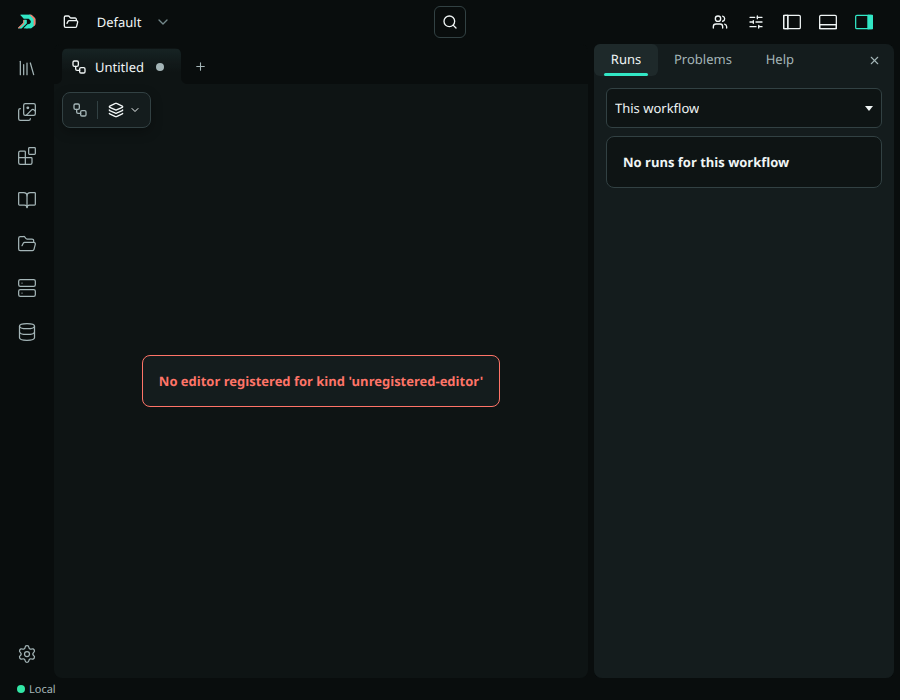 Default
Untitled
Runs
Problems
Help
This workflow
No runs for this workflow
No editor registered for kind 'unregistered-editor'
Local